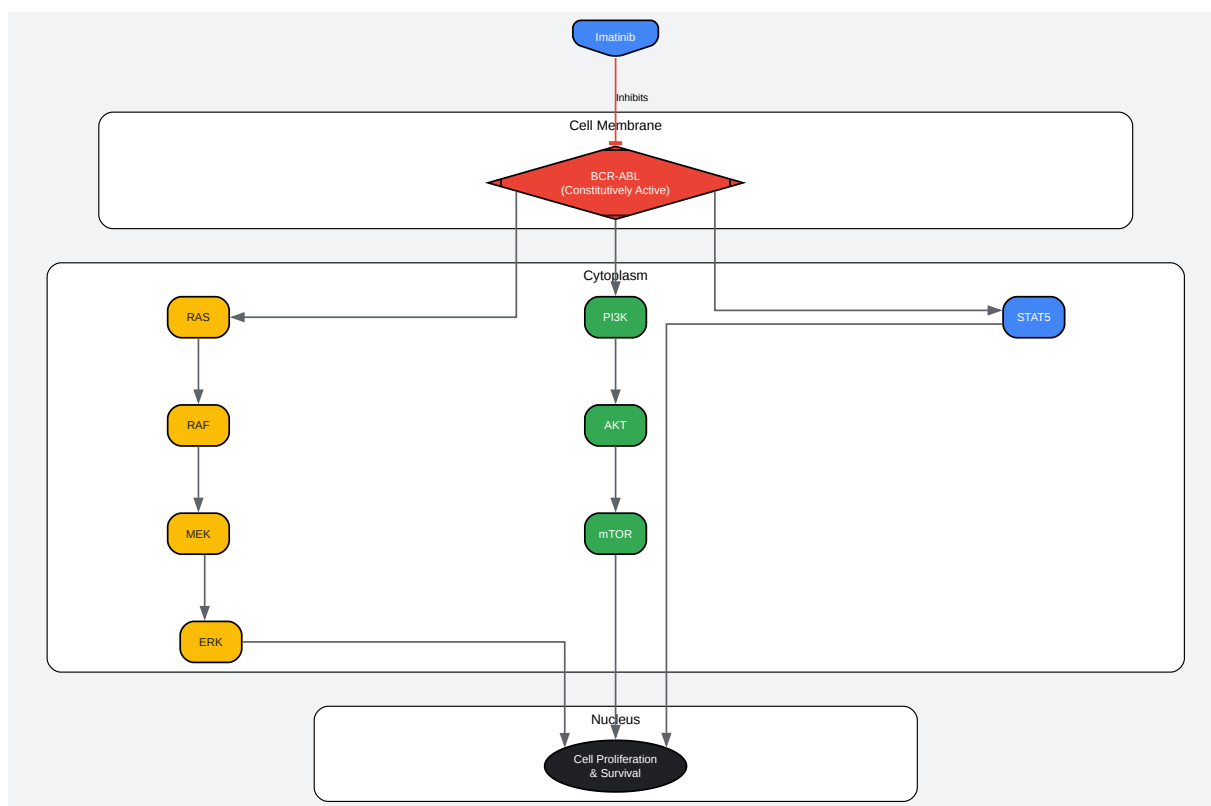 Imatinib
Inhibits
Cell Membrane
BCR-ABL
(Constitutively Active)
Cytoplasm
RAS
PI3K
STAT5
RAF
AKT
MEK
mTOR
ERK
Nucleus
Cell Proliferation
& Survival